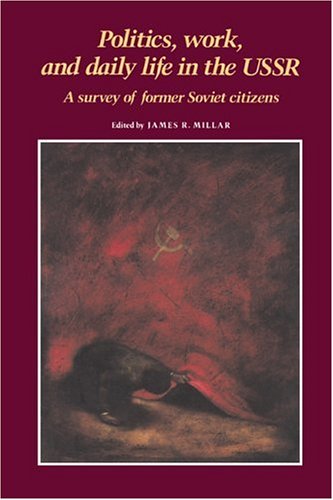 Politics, work,
and daily life in the USSR
A survey of former Soviet citizens
Edited by JAMES R. MILLAR